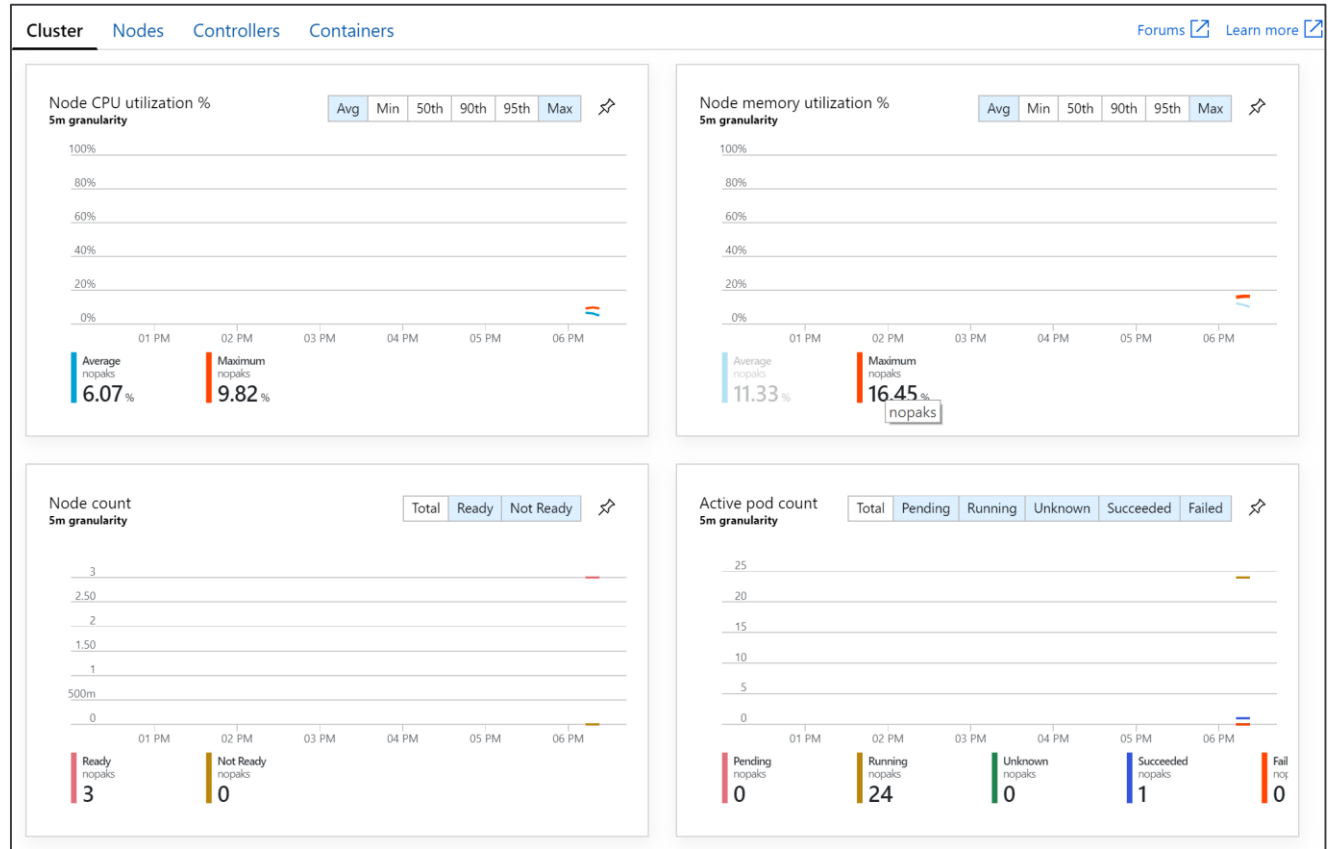 Cluster Nodes Controllers Containers Forums Learn more
Node CPU utilization % Avg Min 50th 90th 95th Max
5m granularity
100%
80%
60%
40%
20%
0%
01 PM 02 PM 03 PM 04 PM 05 PM 06 PM
Average Maximum
nopaks nopaks
6.07 % 9.82 %
Node memory utilization % Avg Min 50th 90th 95th Max
5m granularity
100%
80%
60%
40%
20%
0%
01 PM 02 PM 03 PM 04 PM 05 PM 06 PM
Average Maximum
nopaks nopaks
11.33 % 16.45 %
nopaks
Node count Total Ready Not Ready
5m granularity
3
2.50
2
1.50
1
500m
0
01 PM 02 PM 03 PM 04 PM 05 PM 06 PM
Ready Not Ready
nopaks nopaks
3 0
Active pod count Total Pending Running Unknown Succeeded Failed
5m granularity
25
20
15
10
5
0
01 PM 02 PM 03 PM 04 PM 05 PM 06 PM
Pending Running Unknown Succeeded Fail
nopaks nopaks nopaks nopaks nop
0 24 0 1 0